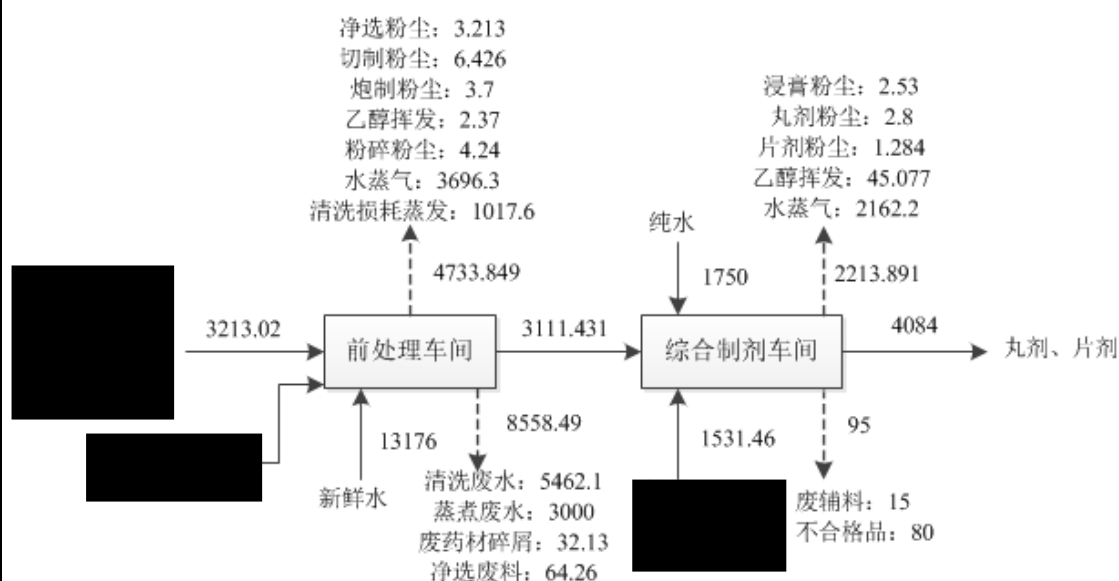 净选粉尘：3.213
切制粉尘：6.426
炮制粉尘：3.7
乙醇挥发：2.37
粉碎粉尘：4.24
水蒸气：3696.3
清洗损耗蒸发：1017.6
浸膏粉尘：2.53
丸剂粉尘：2.8
片剂粉尘：1.284
乙醇挥发：45.077
水蒸气：2162.2
纯水
4733.849
1750
2213.891
3213.02
前处理车间
3111.431
综合制剂车间
4084
丸剂、片剂
13176
新鲜水
8558.49
1531.46
95
清洗废水：5462.1
蒸煮废水：3000
废药材碎屑：32.13
净选废料：64.26
废辅料：15
不合格品：80